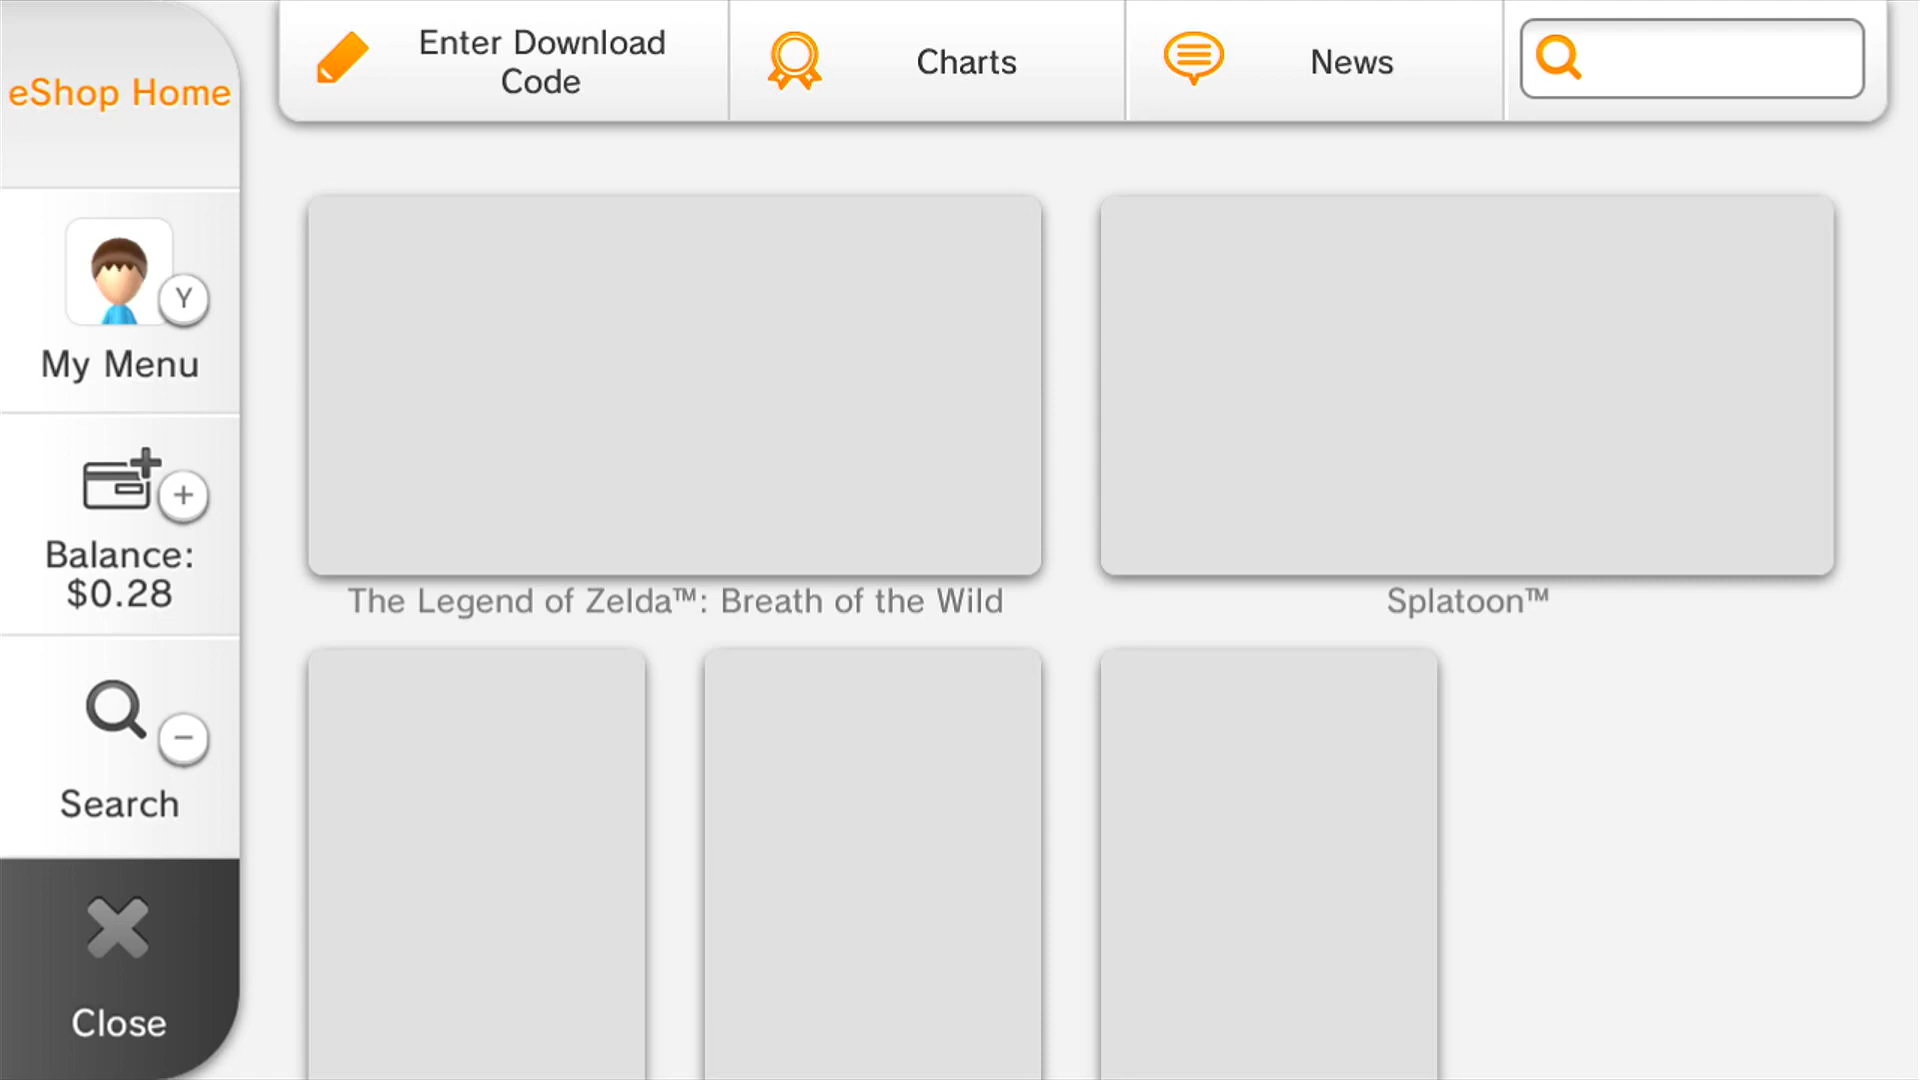 eShop Home
Enter Download
Code
Charts
News
Y
My Menu
+
Balance:
$0.28
−
Search
Close
The Legend of Zelda™: Breath of the Wild
Splatoon™